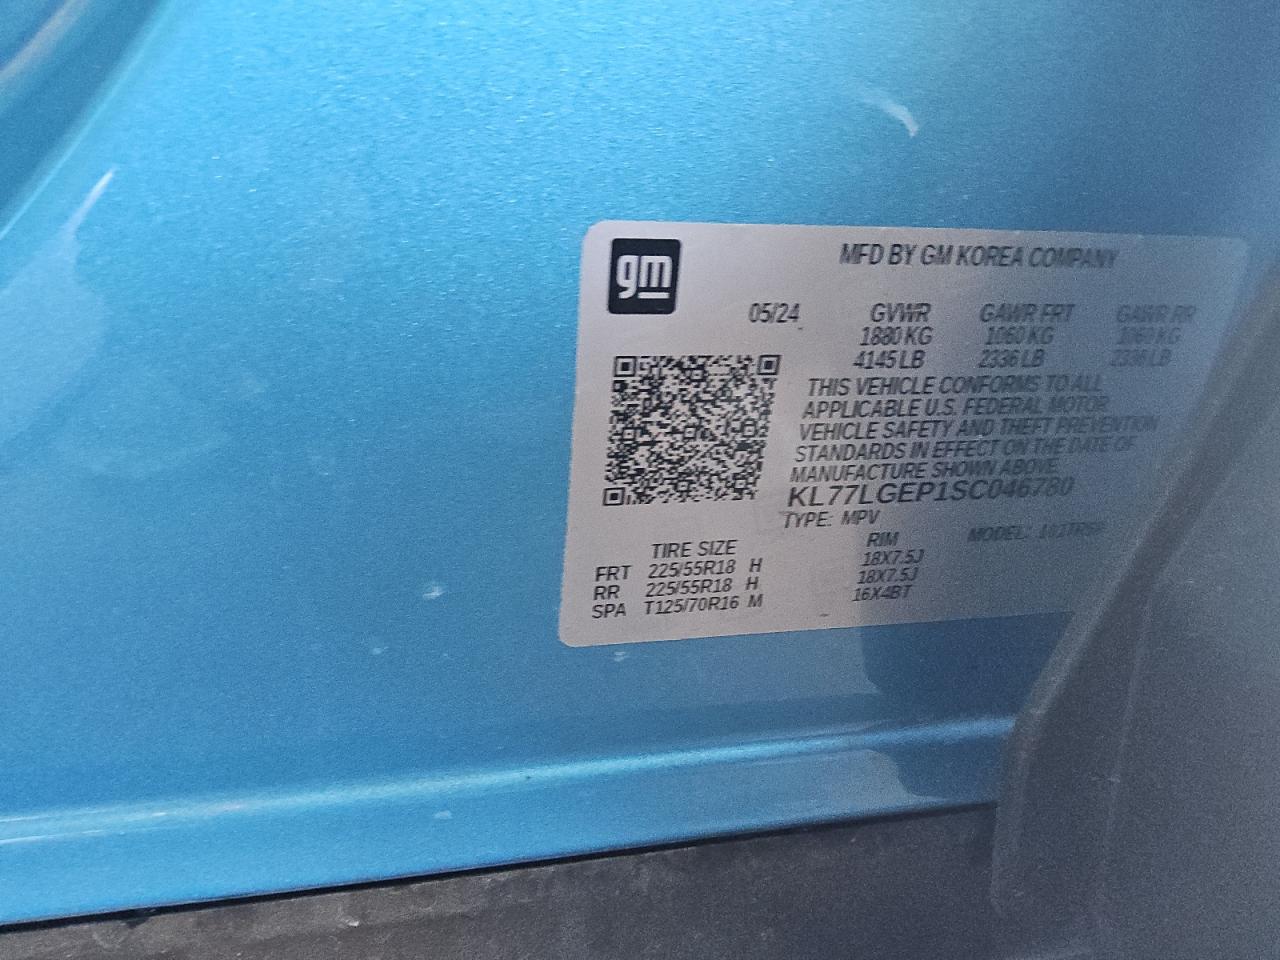 gm
MFD BY GM KOREA COMPANY
05/24 GVWR GAWR FRT GAWR RR
1880 KG 1060 KG 1060 KG
4145 LB 2336 LB 2336 LB
THIS VEHICLE CONFORMS TO ALL
APPLICABLE U.S. FEDERAL MOTOR
VEHICLE SAFETY AND THEFT PREVENTION
STANDARDS IN EFFECT ON THE DATE OF
MANUFACTURE SHOWN ABOVE
KL77LGEP1SC046780
TYPE: MPV MODEL:
TIRE SIZE RIM
FRT 225/55R18 H 18X7.5J
RR 225/55R18 H 18X7.5J
SPA T125/70R16 M 16X4BT